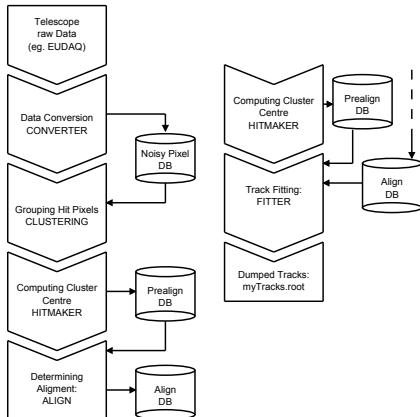 Telescope
raw Data
(eg. EUDAQ)
Data Conversion
CONVERTER
Noisy Pixel
DB
Grouping Hit Pixels
CLUSTERING
Computing Cluster
Centre
HITMAKER
Prealign
DB
Determining
Aligment:
ALIGN
Align
DB
Computing Cluster
Centre
HITMAKER
Prealign
DB
Track Fitting:
FITTER
Align
DB
Dumped Tracks:
myTracks.root